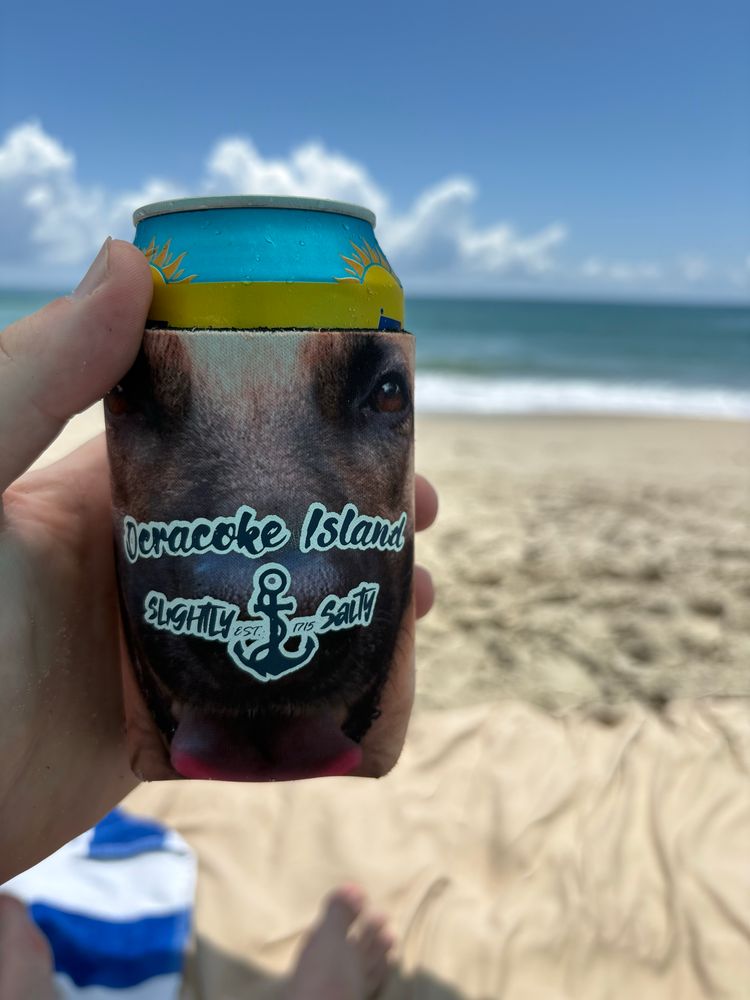 Ocracoke Island
SLIGHTLY EST. 1715 SALTY